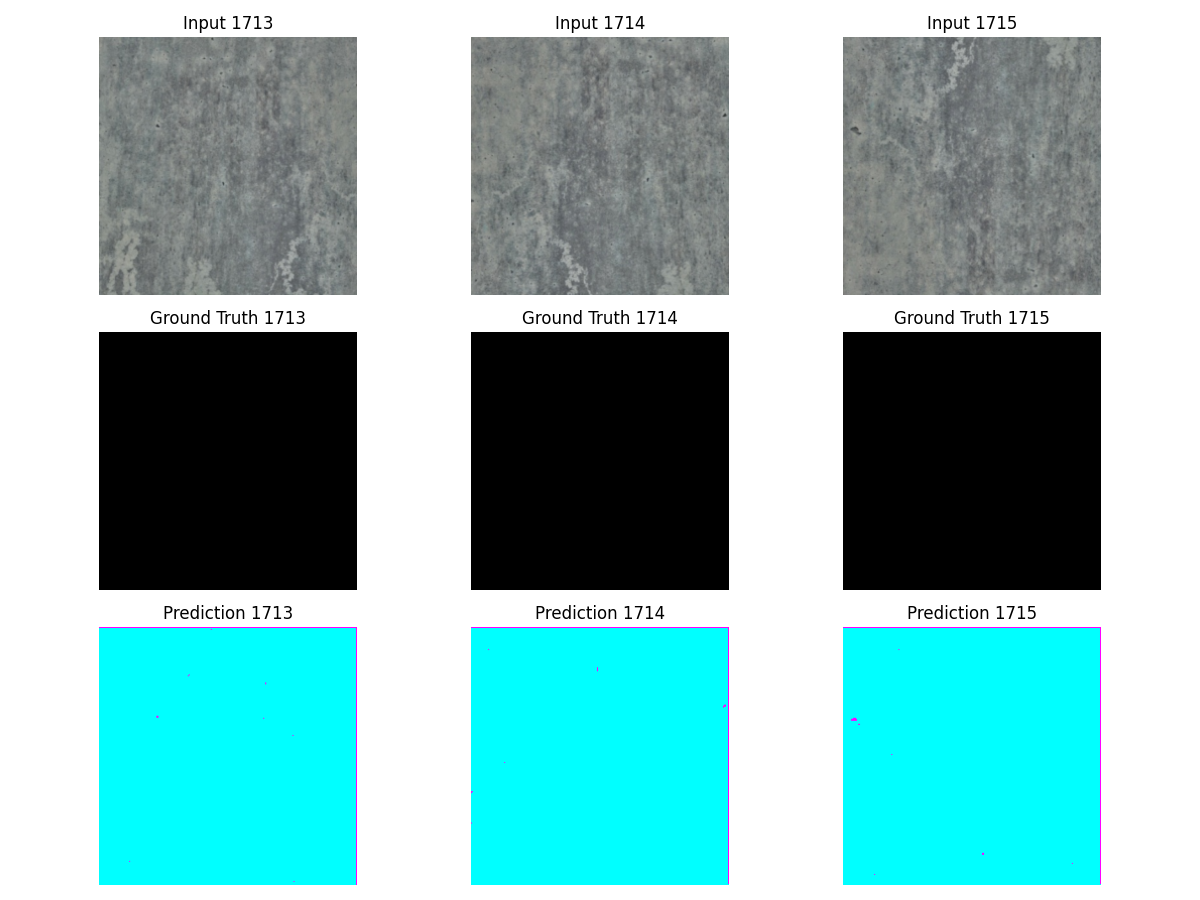 Input 1713
Input 1714
Input 1715
Ground Truth 1713
Ground Truth 1714
Ground Truth 1715
Prediction 1713
Prediction 1714
Prediction 1715